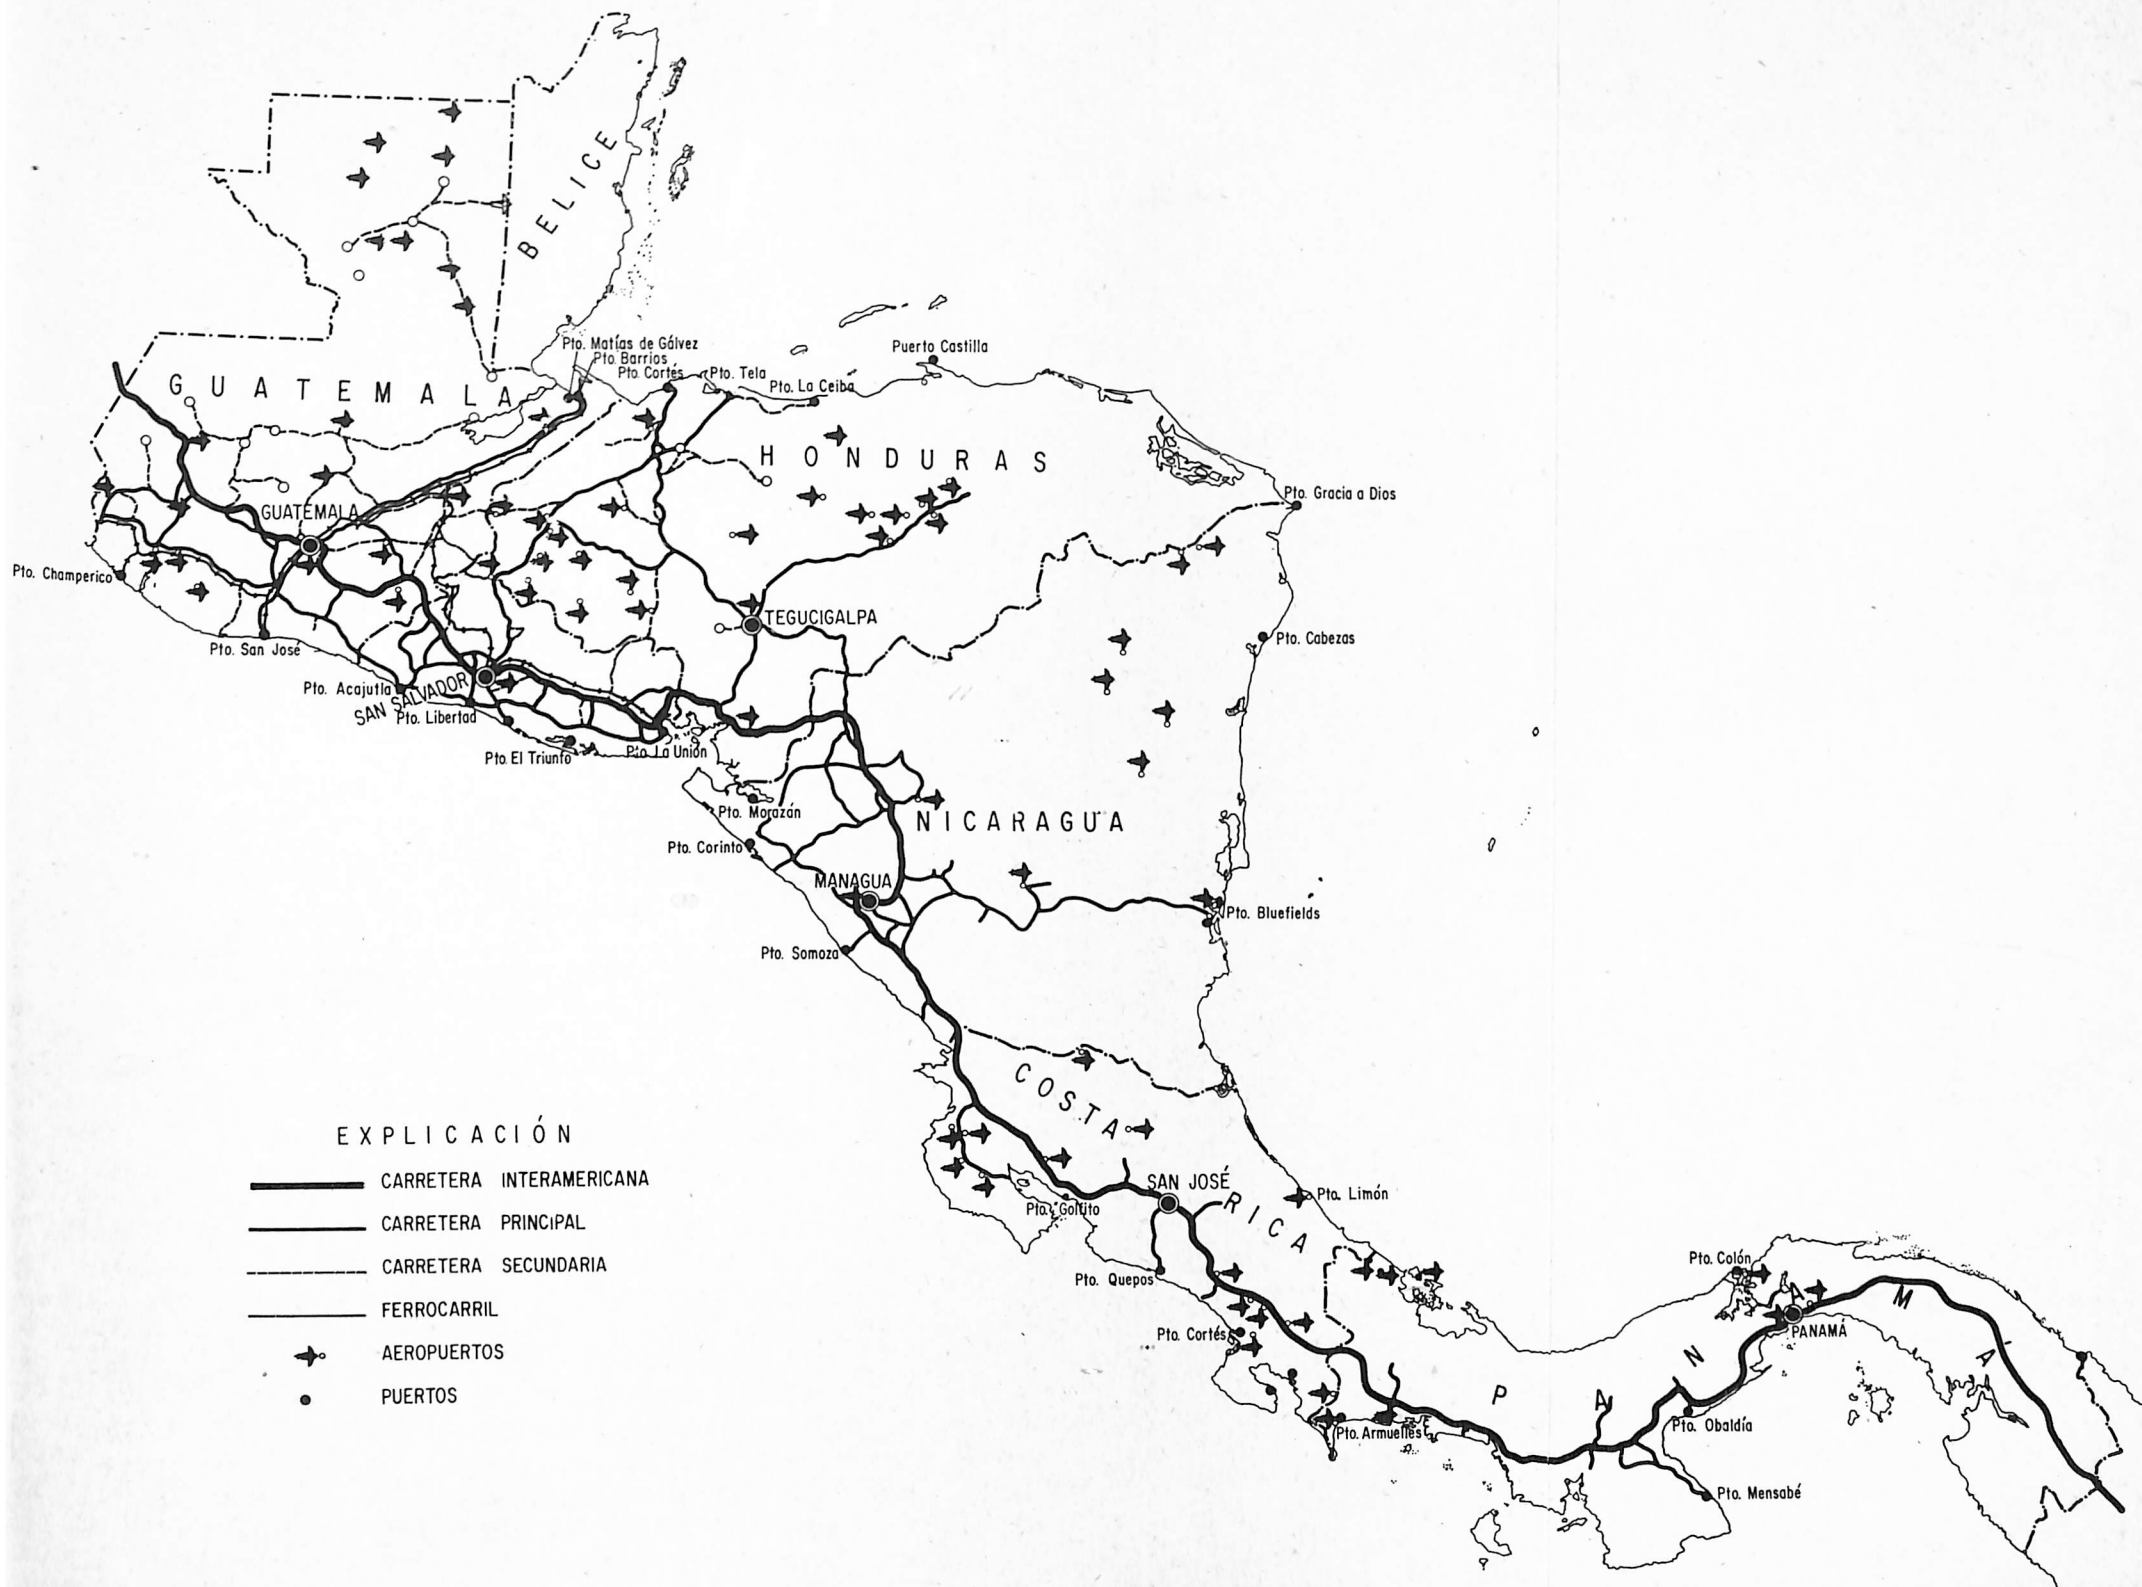 BELICE
Pto. Matías de Gálvez
Pto. Barrios
Pto. Cortés
Pto. Tela
Pto. La Ceiba
Puerto Castilla
GUATEMALA
HONDURAS
Pto. Gracia a Dios
GUATEMALA
Pto. Champerico
TEGUCIGALPA
Pto. Cabezas
Pto. San José
Pto. Acajutla
SAN SALVADOR
Pto. Libertad
Pto. El Triunfo
Pto. La Unión
Pto. Morazán
NICARAGUA
Pto. Corinto
MANAGUA
Pto. Bluefields
Pto. Somoza
COSTA RICA
SAN JOSÉ
Pto. Limón
Pto. Golfito
Pto. Quepos
Pto. Cortés
Pto. Colón
PANAMÁ
PANAMA
Pto. Armuelles
Pto. Obaldía
Pto. Mensabé
EXPLICACIÓN
CARRETERA INTERAMERICANA
CARRETERA PRINCIPAL
CARRETERA SECUNDARIA
FERROCARRIL
AEROPUERTOS
PUERTOS